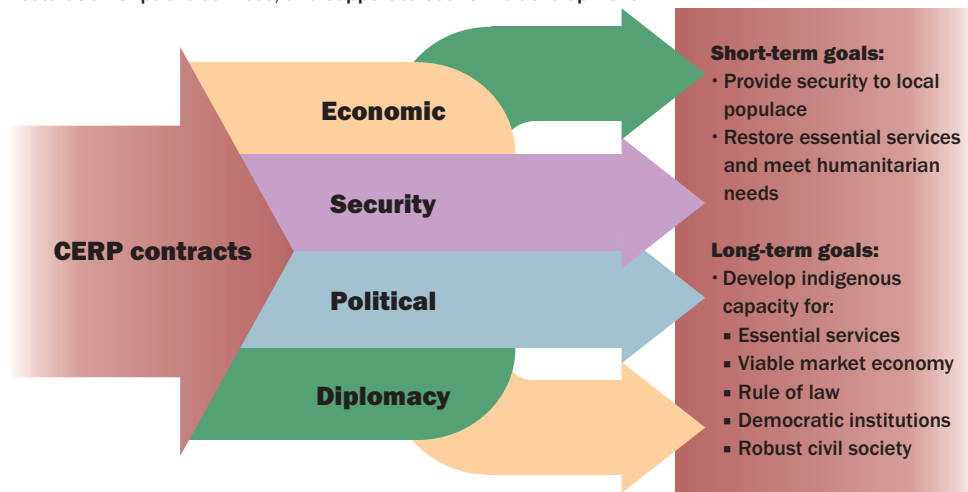 CERP contracts
Economic
Security
Political
Diplomacy
Short-term goals:
· Provide security to local
populace
· Restore essential services
and meet humanitarian
needs
Long-term goals:
· Develop indigenous
capacity for:
▪ Essential services
▪ Viable market economy
▪ Rule of law
▪ Democratic institutions
▪ Robust civil society